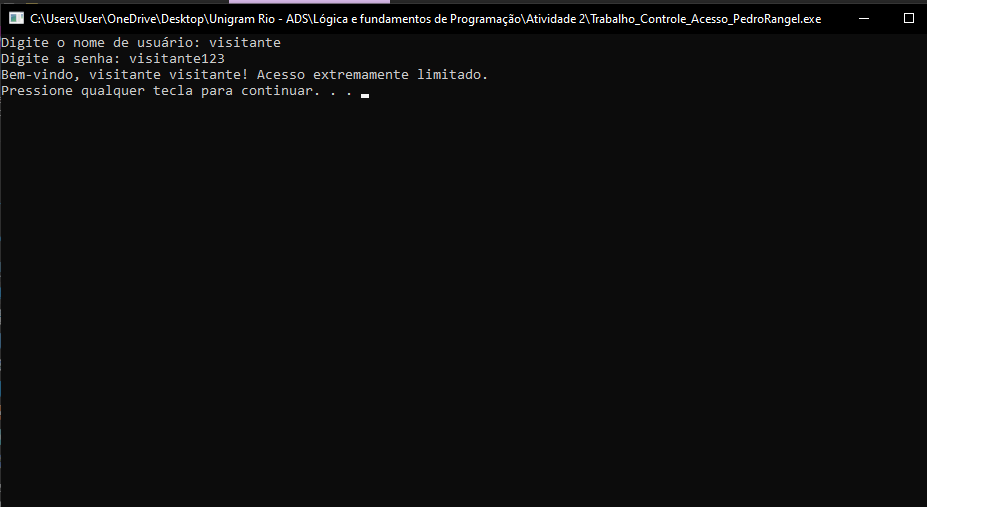 C:\Users\User\OneDrive\Desktop\Unigram Rio - ADS\Lógica e fundamentos de Programação\Atividade 2\Trabalho_Controle_Acesso_PedroRangel.exe
Digite o nome de usuário: visitante
Digite a senha: visitante123
Bem-vindo, visitante visitante! Acesso extremamente limitado.
Pressione qualquer tecla para continuar. . .